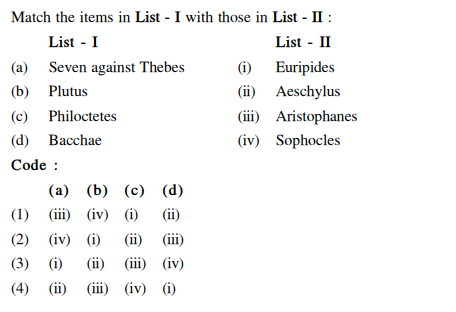 Match the items in List - I with those in List - II :
List - I List - II
(a) Seven against Thebes (i) Euripides
(b) Plutus (ii) Aeschylus
(c) Philoctetes (iii) Aristophanes
(d) Bacchae (iv) Sophocles
Code :
(a) (b) (c) (d)
(1) (iii) (iv) (i) (ii)
(2) (iv) (i) (ii) (iii)
(3) (i) (ii) (iii) (iv)
(4) (ii) (iii) (iv) (i)